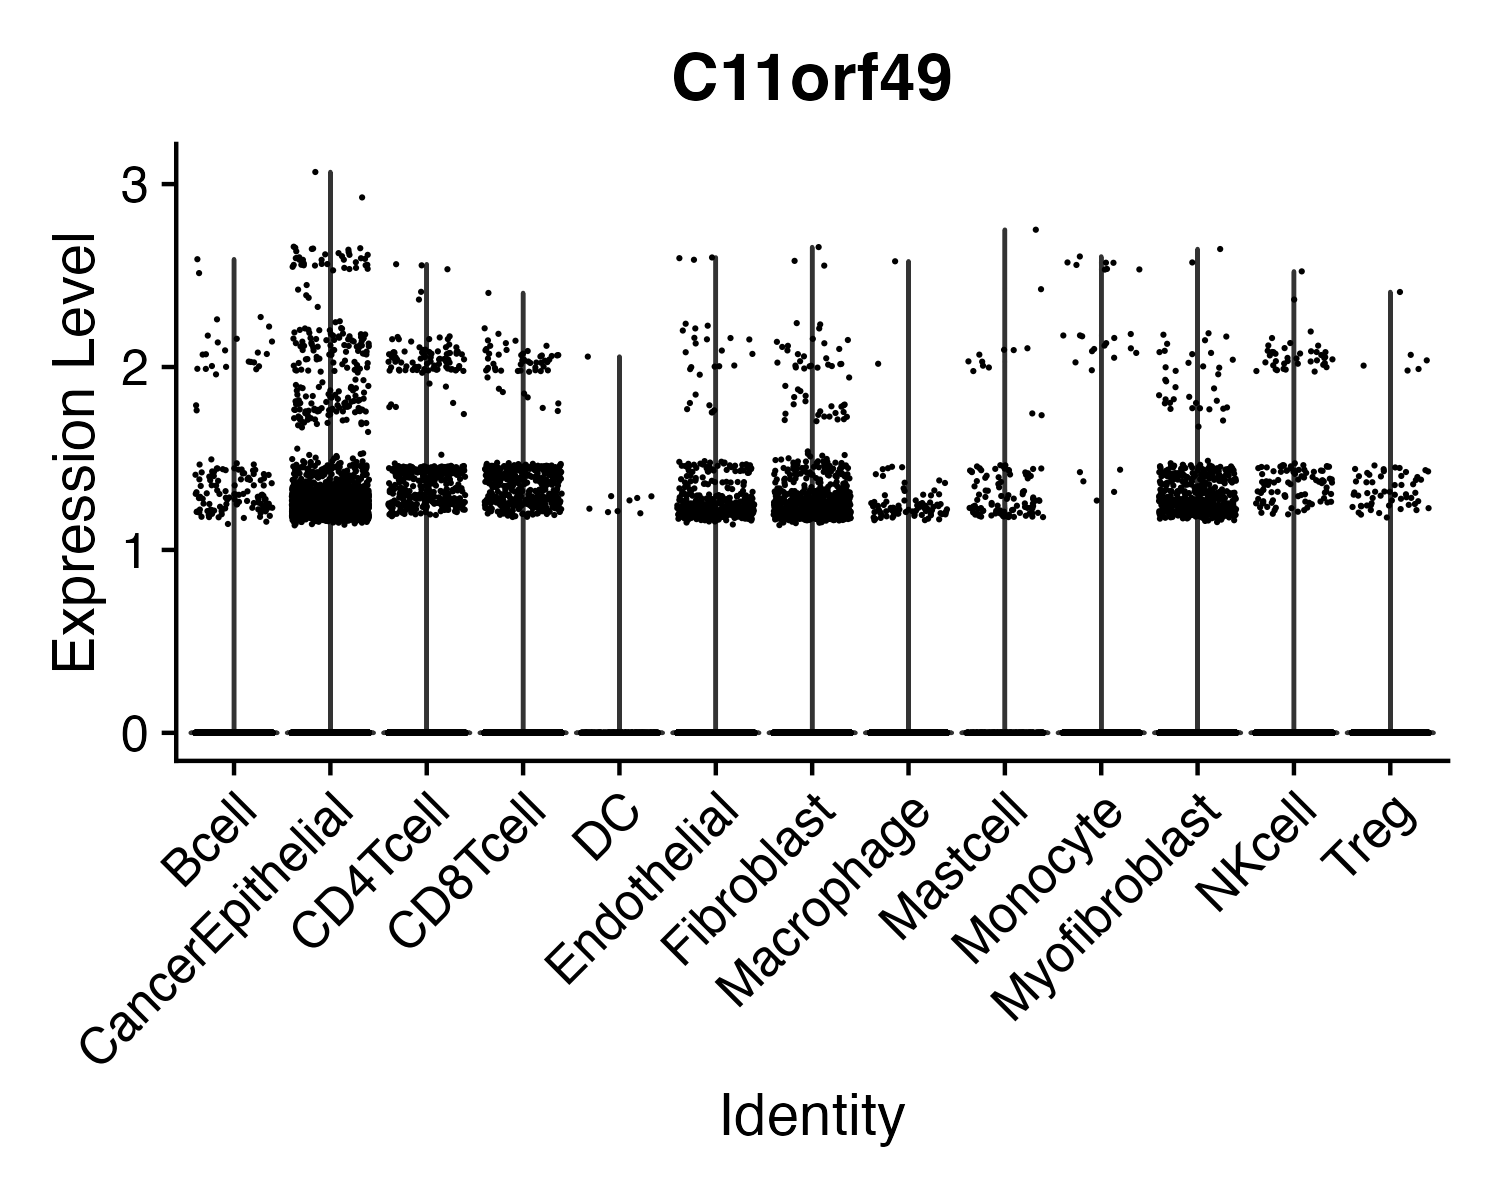 C11orf49
Expression Level
3
2
1
0
Bcell
CancerEpithelial
CD4Tcell
CD8Tcell
DC
Endothelial
Fibroblast
Macrophage
Mastcell
Monocyte
Myofibroblast
NKcell
Treg
Identity